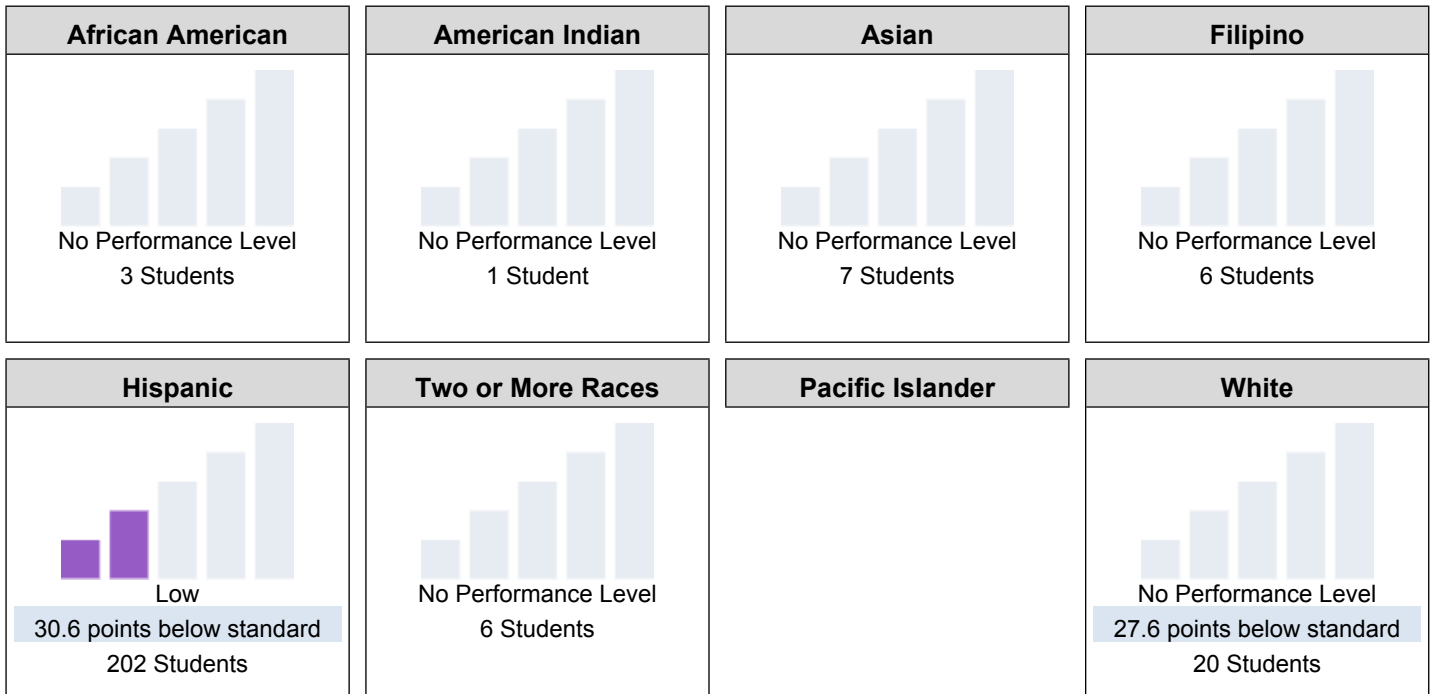 African American
No Performance Level
3 Students
American Indian
No Performance Level
1 Student
Asian
No Performance Level
7 Students
Filipino
No Performance Level
6 Students
Hispanic
Low
30.6 points below standard
202 Students
Two or More Races
No Performance Level
6 Students
Pacific Islander
White
No Performance Level
27.6 points below standard
20 Students